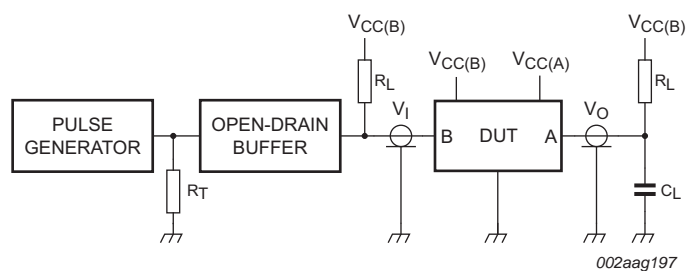 VCC(B)
VCC(B)
VCC(B)
VCC(A)
RL
RL
VI
VO
PULSE
GENERATOR
OPEN-DRAIN
BUFFER
B
DUT
A
RT
CL
002aag197